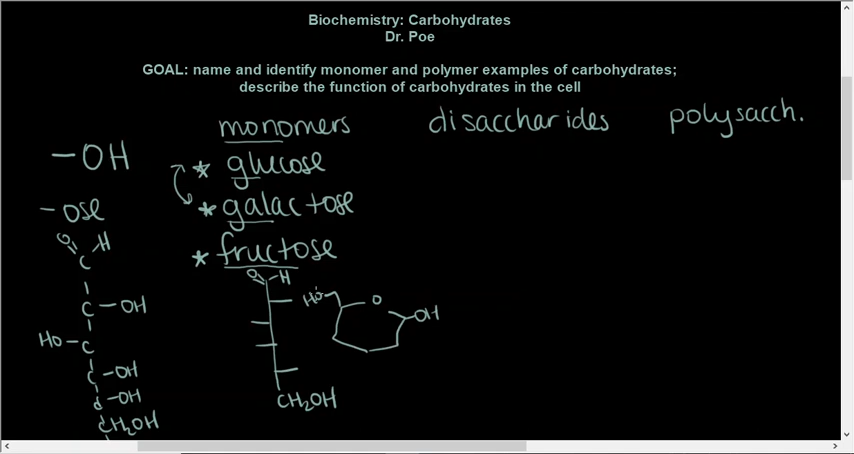 Biochemistry: Carbohydrates
Dr. Poe
GOAL: name and identify monomer and polymer examples of carbohydrates;
describe the function of carbohydrates in the cell
monomers disaccharides polysacch.
-OH
* glucose
-ose
* galactose
* fructose
O H
C
C-OH
HO-C
C-OH
C-OH
CH₂OH
O -H
HO O
OH
CH₂OH